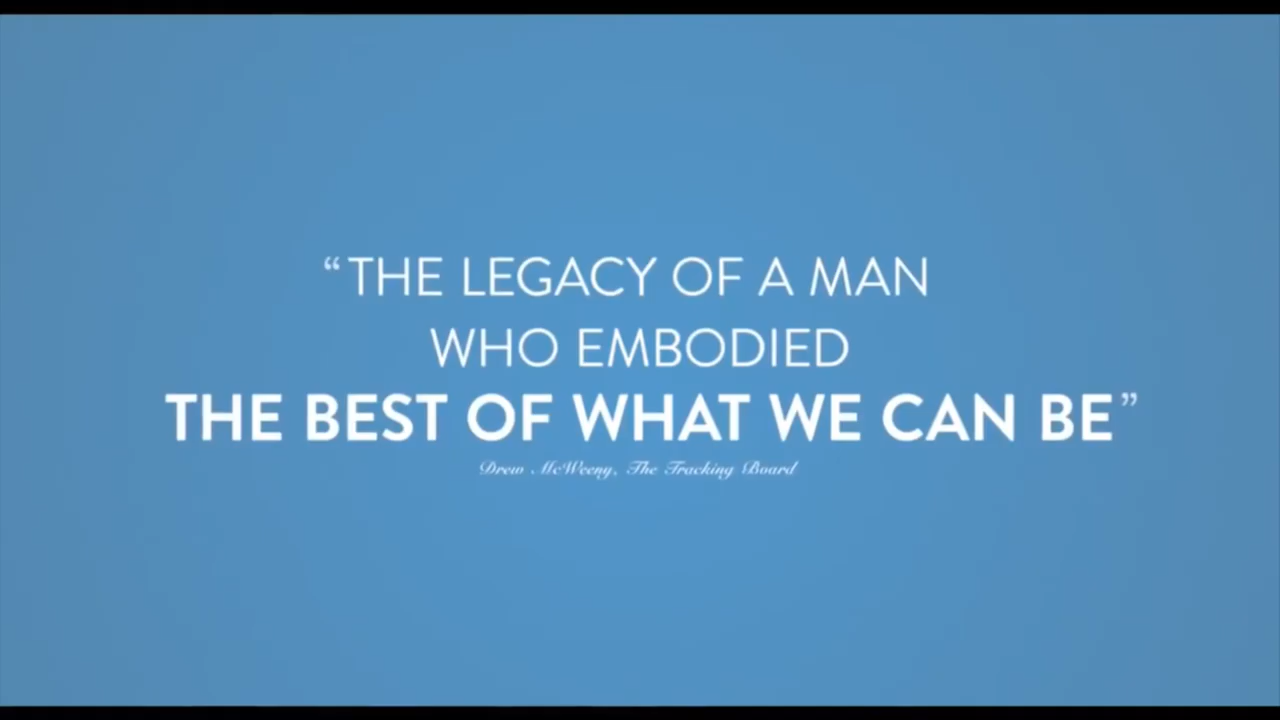 “THE LEGACY OF A MAN
WHO EMBODIED
THE BEST OF WHAT WE CAN BE”
Drew McWeeny, The Tracking Board